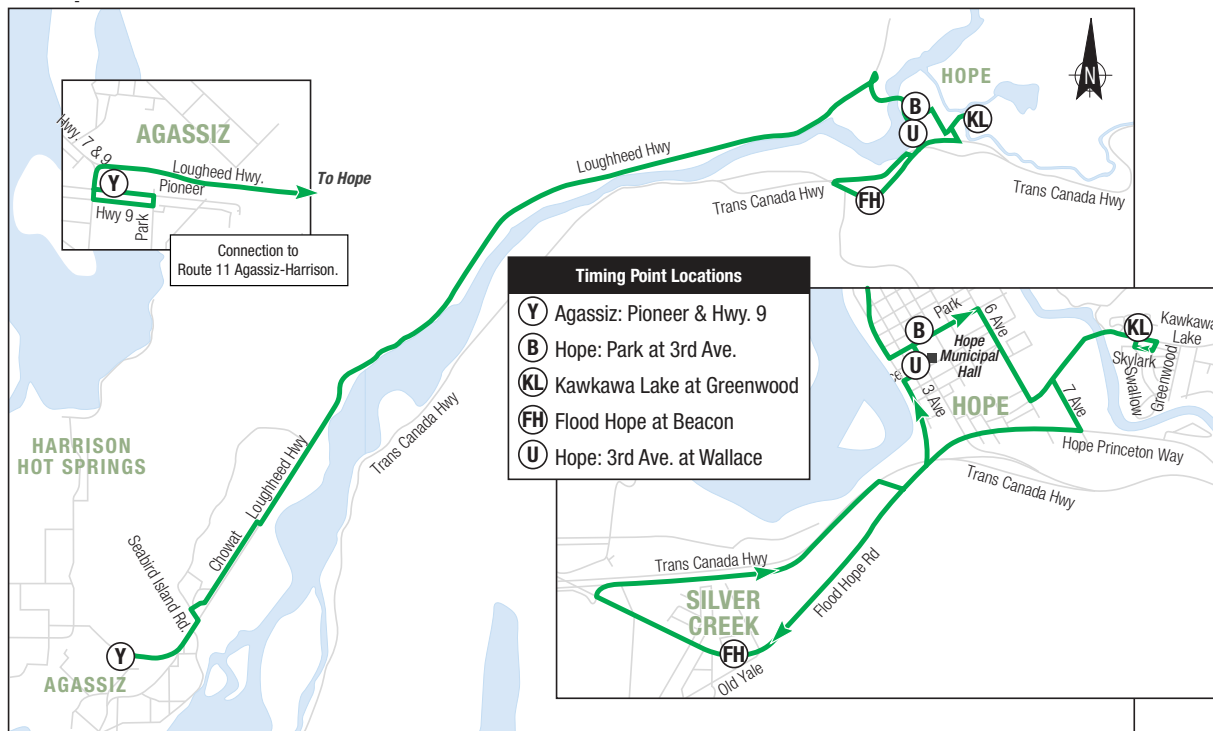 AGASSIZ
Hwy. 7 & 9
Lougheed Hwy.
To Hope
Pioneer
Y
Hwy 9
Park
Connection to
Route 11 Agassiz-Harrison.
HOPE
N
B
KL
U
Loughheed Hwy
Trans Canada Hwy
Trans Canada Hwy
FH
Timing Point Locations
Y Agassiz: Pioneer & Hwy. 9
B Hope: Park at 3rd Ave.
KL Kawkawa Lake at Greenwood
FH Flood Hope at Beacon
U Hope: 3rd Ave. at Wallace
Park
6 Ave
B
KL
Kawkawa
Lake
Hope
Municipal
Hall
U
Skylark
Swallow
Greenwood
3 Ave
HOPE
7 Ave
Hope Princeton Way
Trans Canada Hwy
Trans Canada Hwy
Flood Hope Rd
SILVER
CREEK
FH
Old Yale
Trans Canada Hwy
HARRISON
HOT SPRINGS
Loughheed Hwy
Chowat
Seabird Island Rd.
Y
AGASSIZ